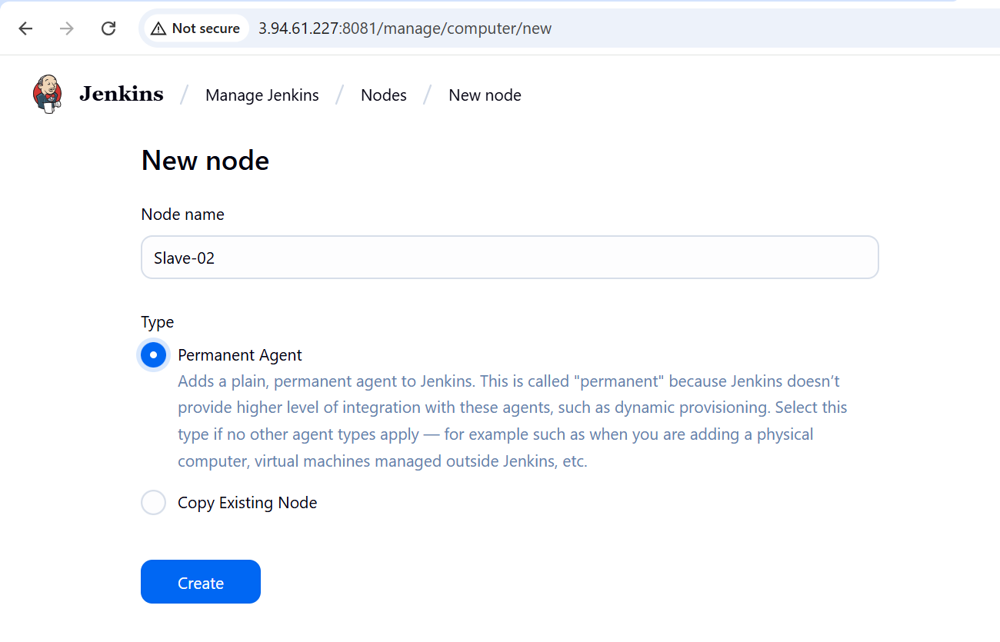 Not secure 3.94.61.227:8081/manage/computer/new
Jenkins / Manage Jenkins / Nodes / New node
New node
Node name
Slave-02
Type
Permanent Agent
Adds a plain, permanent agent to Jenkins. This is called "permanent" because Jenkins doesn’t
provide higher level of integration with these agents, such as dynamic provisioning. Select this
type if no other agent types apply — for example such as when you are adding a physical
computer, virtual machines managed outside Jenkins, etc.
Copy Existing Node
Create